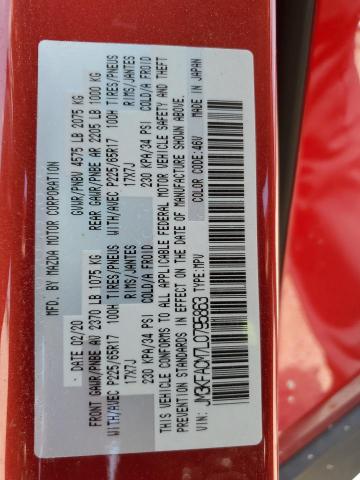 MFD BY MAZDA MOTOR CORPORATION
DATE: 02/20 GVWR/PNBV 4575 LB 2075 KG
FRONT GAWR/PNBE AV 2370 LB 1075 KG REAR GAWR/PNBE AR 2205 LB 1000 KG
WITH/AVEC P225/65R17 100H TIRES/PNEUS WITH/AVEC P225/65R17 100H TIRES/PNEUS
17X7J RIMS/JANTES 17X7J RIMS/JANTES
230 KPA/34 PSI COLD/A FROID 230 KPA/34 PSI COLD/A FROID
THIS VEHICLE CONFORMS TO ALL APPLICABLE FEDERAL MOTOR VEHICLE SAFETY AND THEFT
PREVENTION STANDARDS IN EFFECT ON THE DATE OF MANUFACTURE SHOWN ABOVE.
VIN: JM3KFACM7L0795863 TYPE:MPV COLOR CODE:46V MADE IN JAPAN